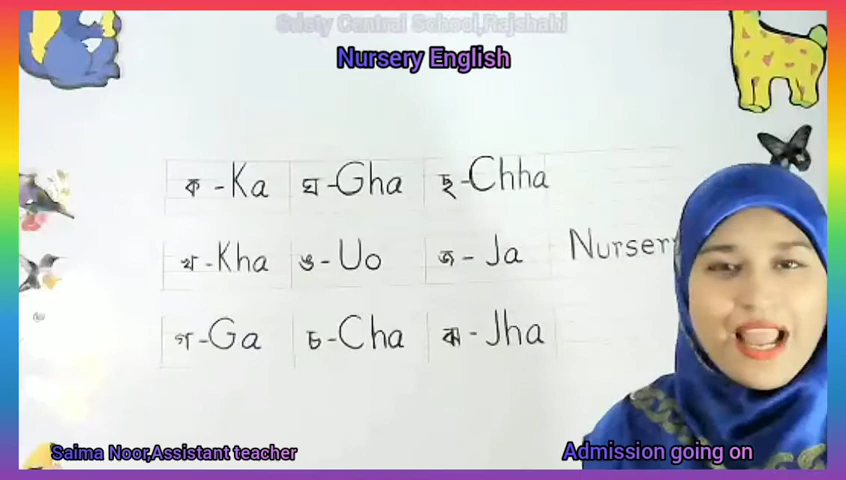 Sristy Central School,Rajshahi
Nursery English
ক - Ka ঘ -Gha ছ -Chha
খ -Kha ঙ - Uo জ - Ja Nurser
গ -Ga চ -Cha ঝ - Jha
Saima Noor,Assistant teacher
Admission going on